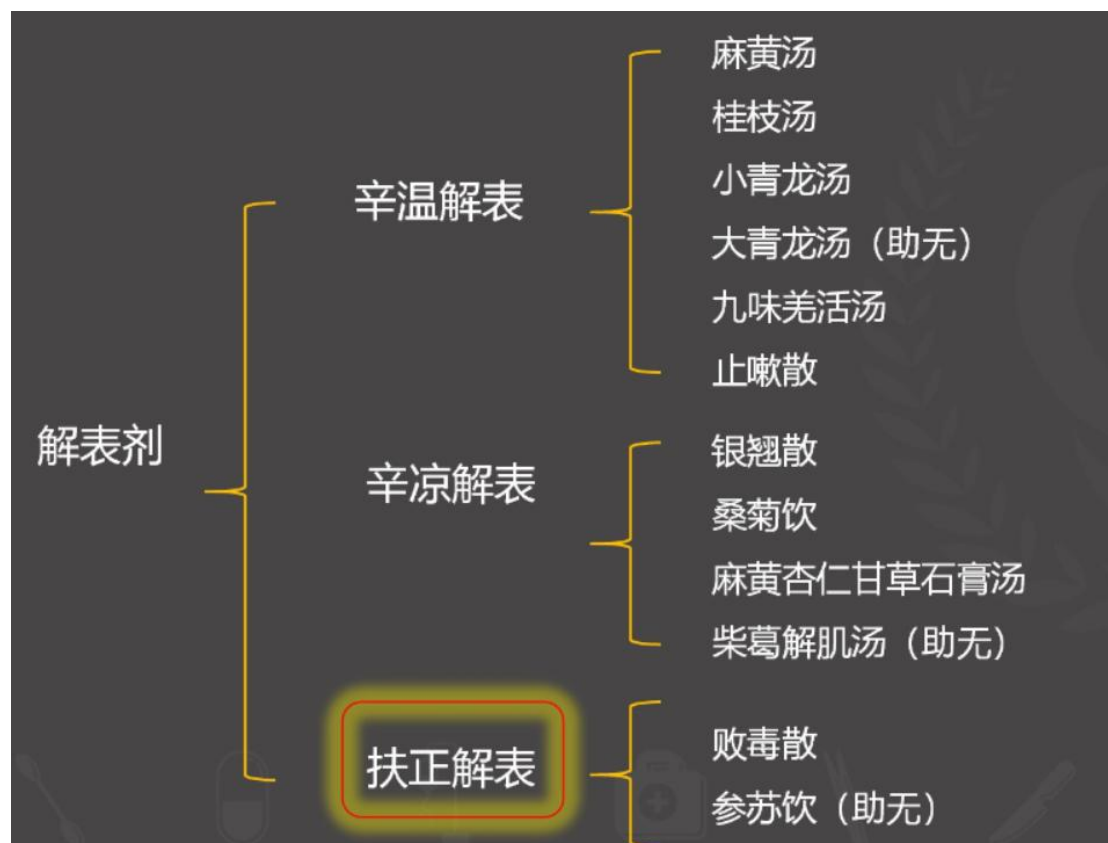 解表剂
辛温解表
麻黄汤
桂枝汤
小青龙汤
大青龙汤（助无）
九味羌活汤
止嗽散
辛凉解表
银翘散
桑菊饮
麻黄杏仁甘草石膏汤
柴葛解肌汤（助无）
扶正解表
败毒散
参苏饮（助无）